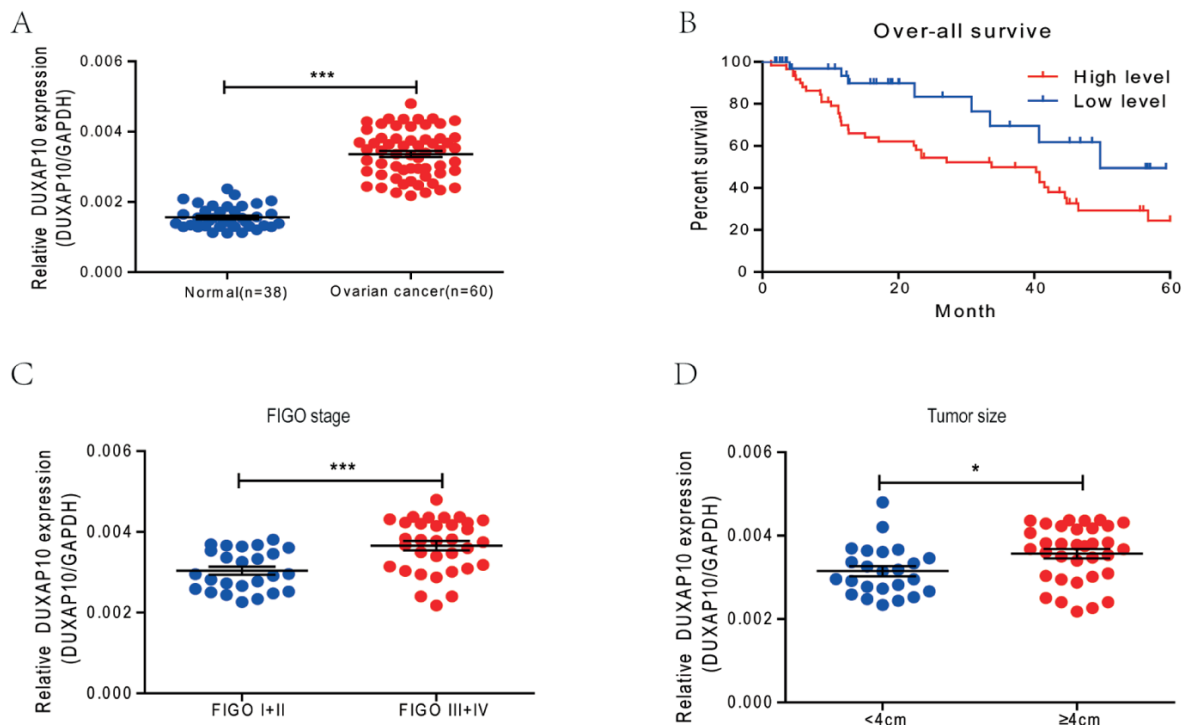 A
Relative DUXAP10 expression
(DUXAP10/GAPDH)
0.006
0.004
0.002
0.000
***
Normal(n=38)
Ovarian cancer(n=60)
B
Over-all survive
Percent survival
100
80
60
40
20
0
High level
Low level
0
20
40
60
Month
C
FIGO stage
Relative DUXAP10 expression
(DUXAP10/GAPDH)
0.006
0.004
0.002
0.000
***
FIGO I+II
FIGO III+IV
D
Tumor size
Relative DUXAP10 expression
(DUXAP10/GAPDH)
0.006
0.004
0.002
0.000
*
<4cm
≥4cm